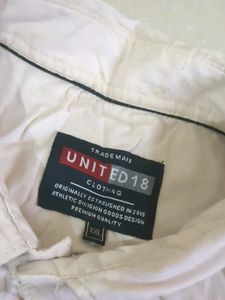 TRADEMARK
UNITED18
CLOTHING
ORIGINALLY ESTABLISHED IN 2018
ATHLETIC DIVISION GOODS DESIGN
PREMIUM QUALITY
XXL